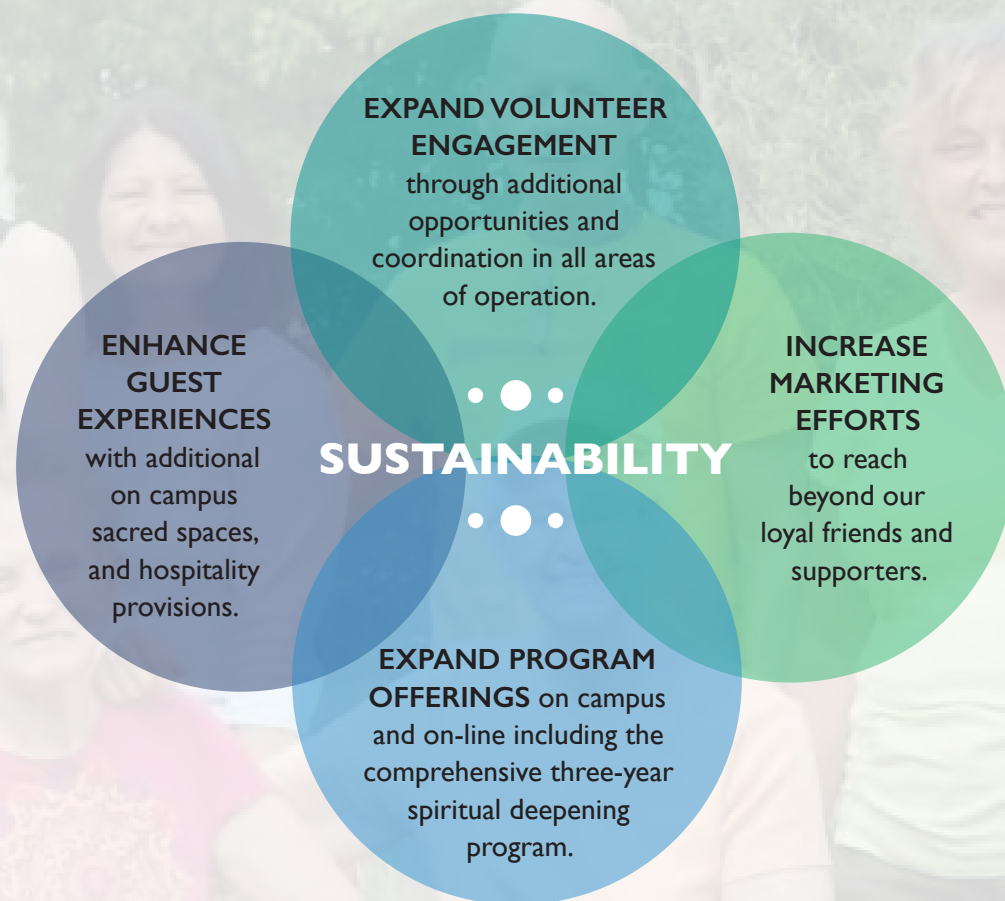 EXPAND VOLUNTEER
ENGAGEMENT
through additional
opportunities and
coordination in all areas
of operation.
ENHANCE
GUEST
EXPERIENCES
with additional
on campus
sacred spaces,
and hospitality
provisions.
SUSTAINABILITY
INCREASE
MARKETING
EFFORTS
to reach
beyond our
loyal friends and
supporters.
EXPAND PROGRAM
OFFERINGS on campus
and on-line including the
comprehensive three-year
spiritual deepening
program.